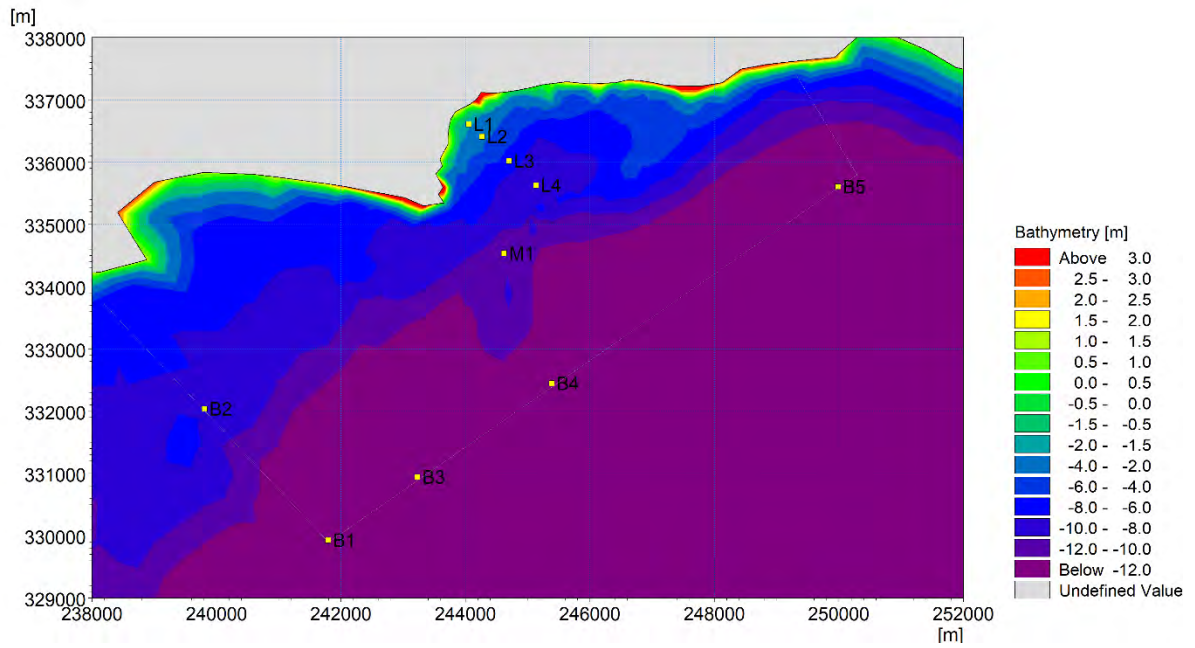 [m]
338000
337000
336000
335000
334000
333000
332000
331000
330000
329000
238000 240000 242000 244000 246000 248000 250000 252000
[m]
L1
L2
L3
L4
B5
M1
B4
B2
B3
B1
Bathymetry [m]
Above 3.0
2.5 - 3.0
2.0 - 2.5
1.5 - 2.0
1.0 - 1.5
0.5 - 1.0
0.0 - 0.5
-0.5 - 0.0
-1.5 - -0.5
-2.0 - -1.5
-4.0 - -2.0
-6.0 - -4.0
-8.0 - -6.0
-10.0 - -8.0
-12.0 - -10.0
Below -12.0
Undefined Value